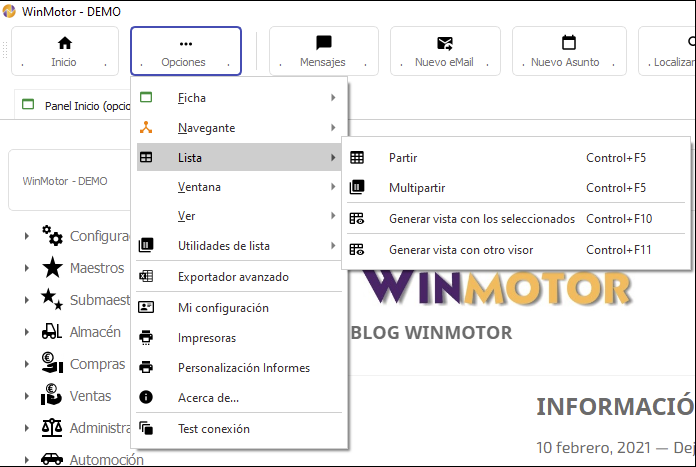 WinMotor - DEMO
Inicio
Opciones
Mensajes
Nuevo eMail
Nuevo Asunto
Localizar
Panel Inicio (opcio
WinMotor - DEMO
Configura
Maestros
Submaest
Almacén
Compras
Ventas
Administra
Automoción
Ficha
Navegante
Lista
Ventana
Ver
Utilidades de lista
Exportador avanzado
Mi configuración
Impresoras
Personalización Informes
Acerca de...
Test conexión
Partir Control+F5
Multipartir Control+F5
Generar vista con los seleccionados Control+F10
Generar vista con otro visor Control+F11
WINMOTOR
BLOG WINMOTOR
INFORMACIÓ
10 febrero, 2021 — Dej